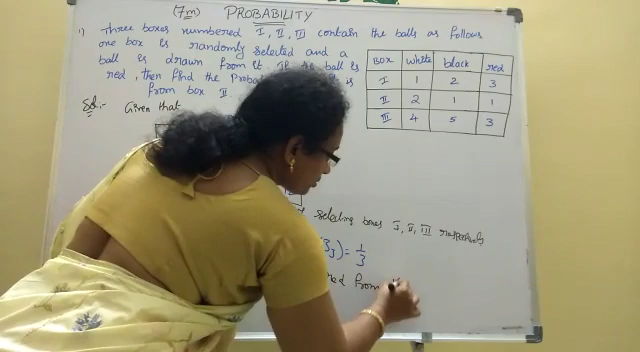 (7m) PROBABILITY
1) Three boxes numbered I, II, III contain the balls as follows
one box is randomly selected and a
ball is drawn from it. If the ball is
red, then find the is
from box II
Box white black red
I 1 2 3
II 2 1 1
III 4 5 3
Sol:- Given that
selecting boxes I, II, III respectively
) = 1/3
red from